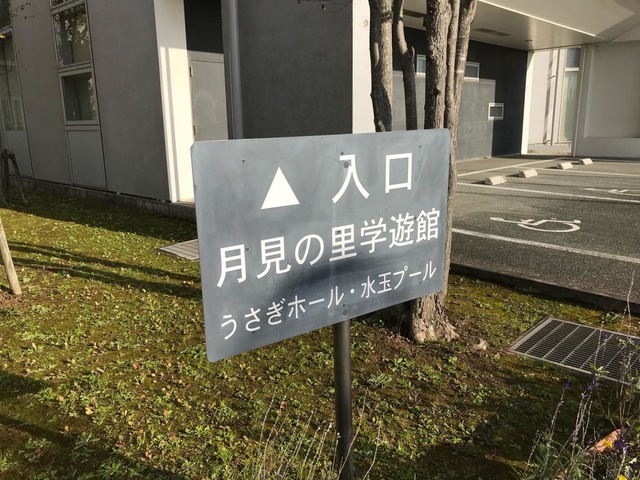 ▲ 入口
月見の里学遊館
うさぎホール・水玉プール